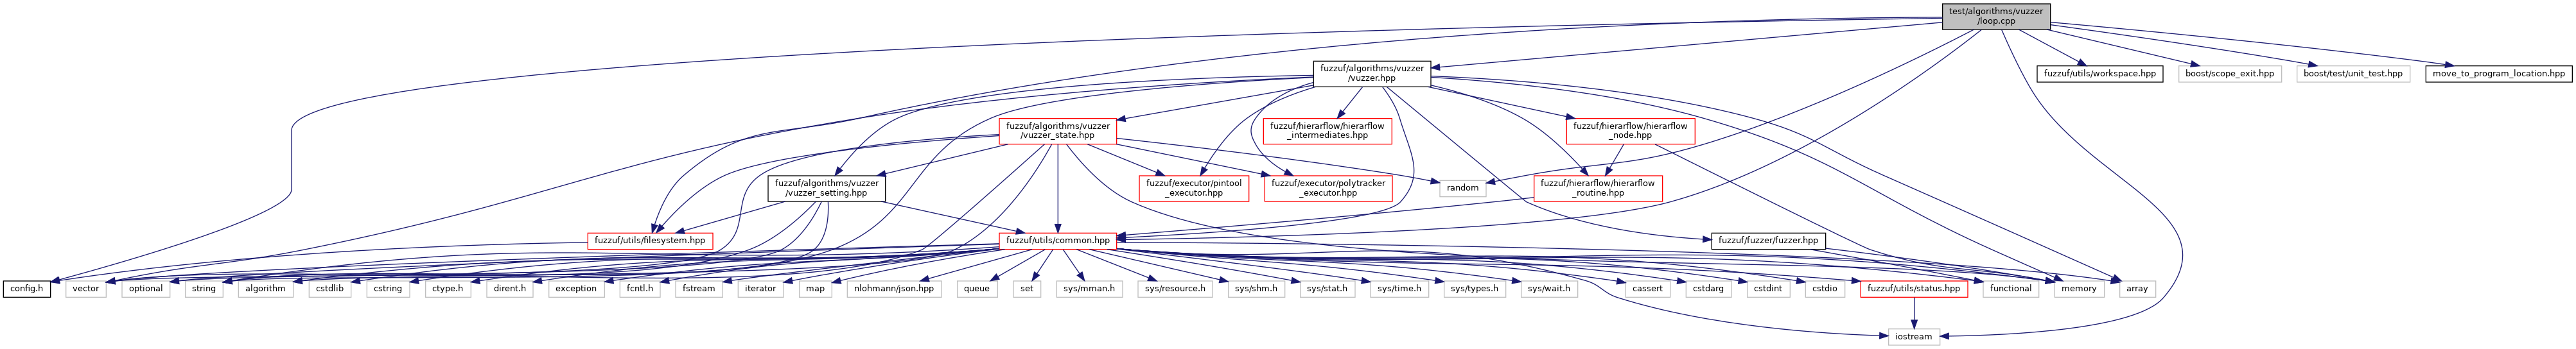 test/algorithms/vuzzer
/loop.cpp
fuzzuf/algorithms/vuzzer
/vuzzer.hpp
fuzzuf/utils/workspace.hpp
boost/scope_exit.hpp
boost/test/unit_test.hpp
move_to_program_location.hpp
fuzzuf/algorithms/vuzzer
/vuzzer_state.hpp
fuzzuf/hierarflow/hierarflow
_intermediates.hpp
fuzzuf/hierarflow/hierarflow
_node.hpp
fuzzuf/algorithms/vuzzer
/vuzzer_setting.hpp
fuzzuf/executor/pintool
_executor.hpp
fuzzuf/executor/polytracker
_executor.hpp
random
fuzzuf/hierarflow/hierarflow
_routine.hpp
fuzzuf/utils/filesystem.hpp
fuzzuf/utils/common.hpp
fuzzuf/fuzzer/fuzzer.hpp
config.h
vector
optional
string
algorithm
cstdlib
cstring
ctype.h
dirent.h
exception
fcntl.h
fstream
iterator
map
nlohmann/json.hpp
queue
set
sys/mman.h
sys/resource.h
sys/shm.h
sys/stat.h
sys/time.h
sys/types.h
sys/wait.h
cassert
cstdarg
cstdint
cstdio
fuzzuf/utils/status.hpp
functional
memory
array
iostream